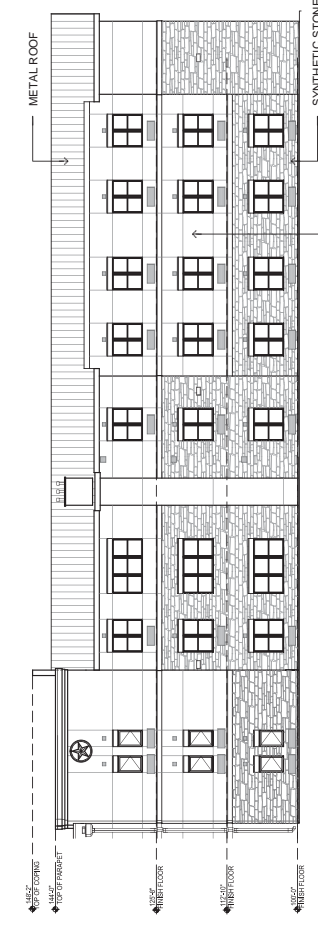 METAL ROOF
SYNTHETIC STONE
148'-2"
TOP OF COPING
144'-0"
TOP OF PARAPET
125'-8"
FINISH FLOOR
112'-10"
FINISH FLOOR
100'-0"
FINISH FLOOR